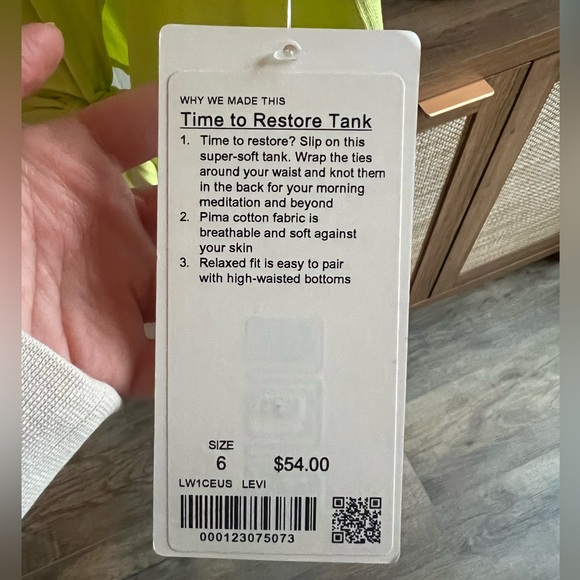 WHY WE MADE THIS
Time to Restore Tank
1. Time to restore? Slip on this
super-soft tank. Wrap the ties
around your waist and knot them
in the back for your morning
meditation and beyond
2. Pima cotton fabric is
breathable and soft against
your skin
3. Relaxed fit is easy to pair
with high-waisted bottoms
SIZE
6 $54.00
LW1CEUS LEVI
000123075073